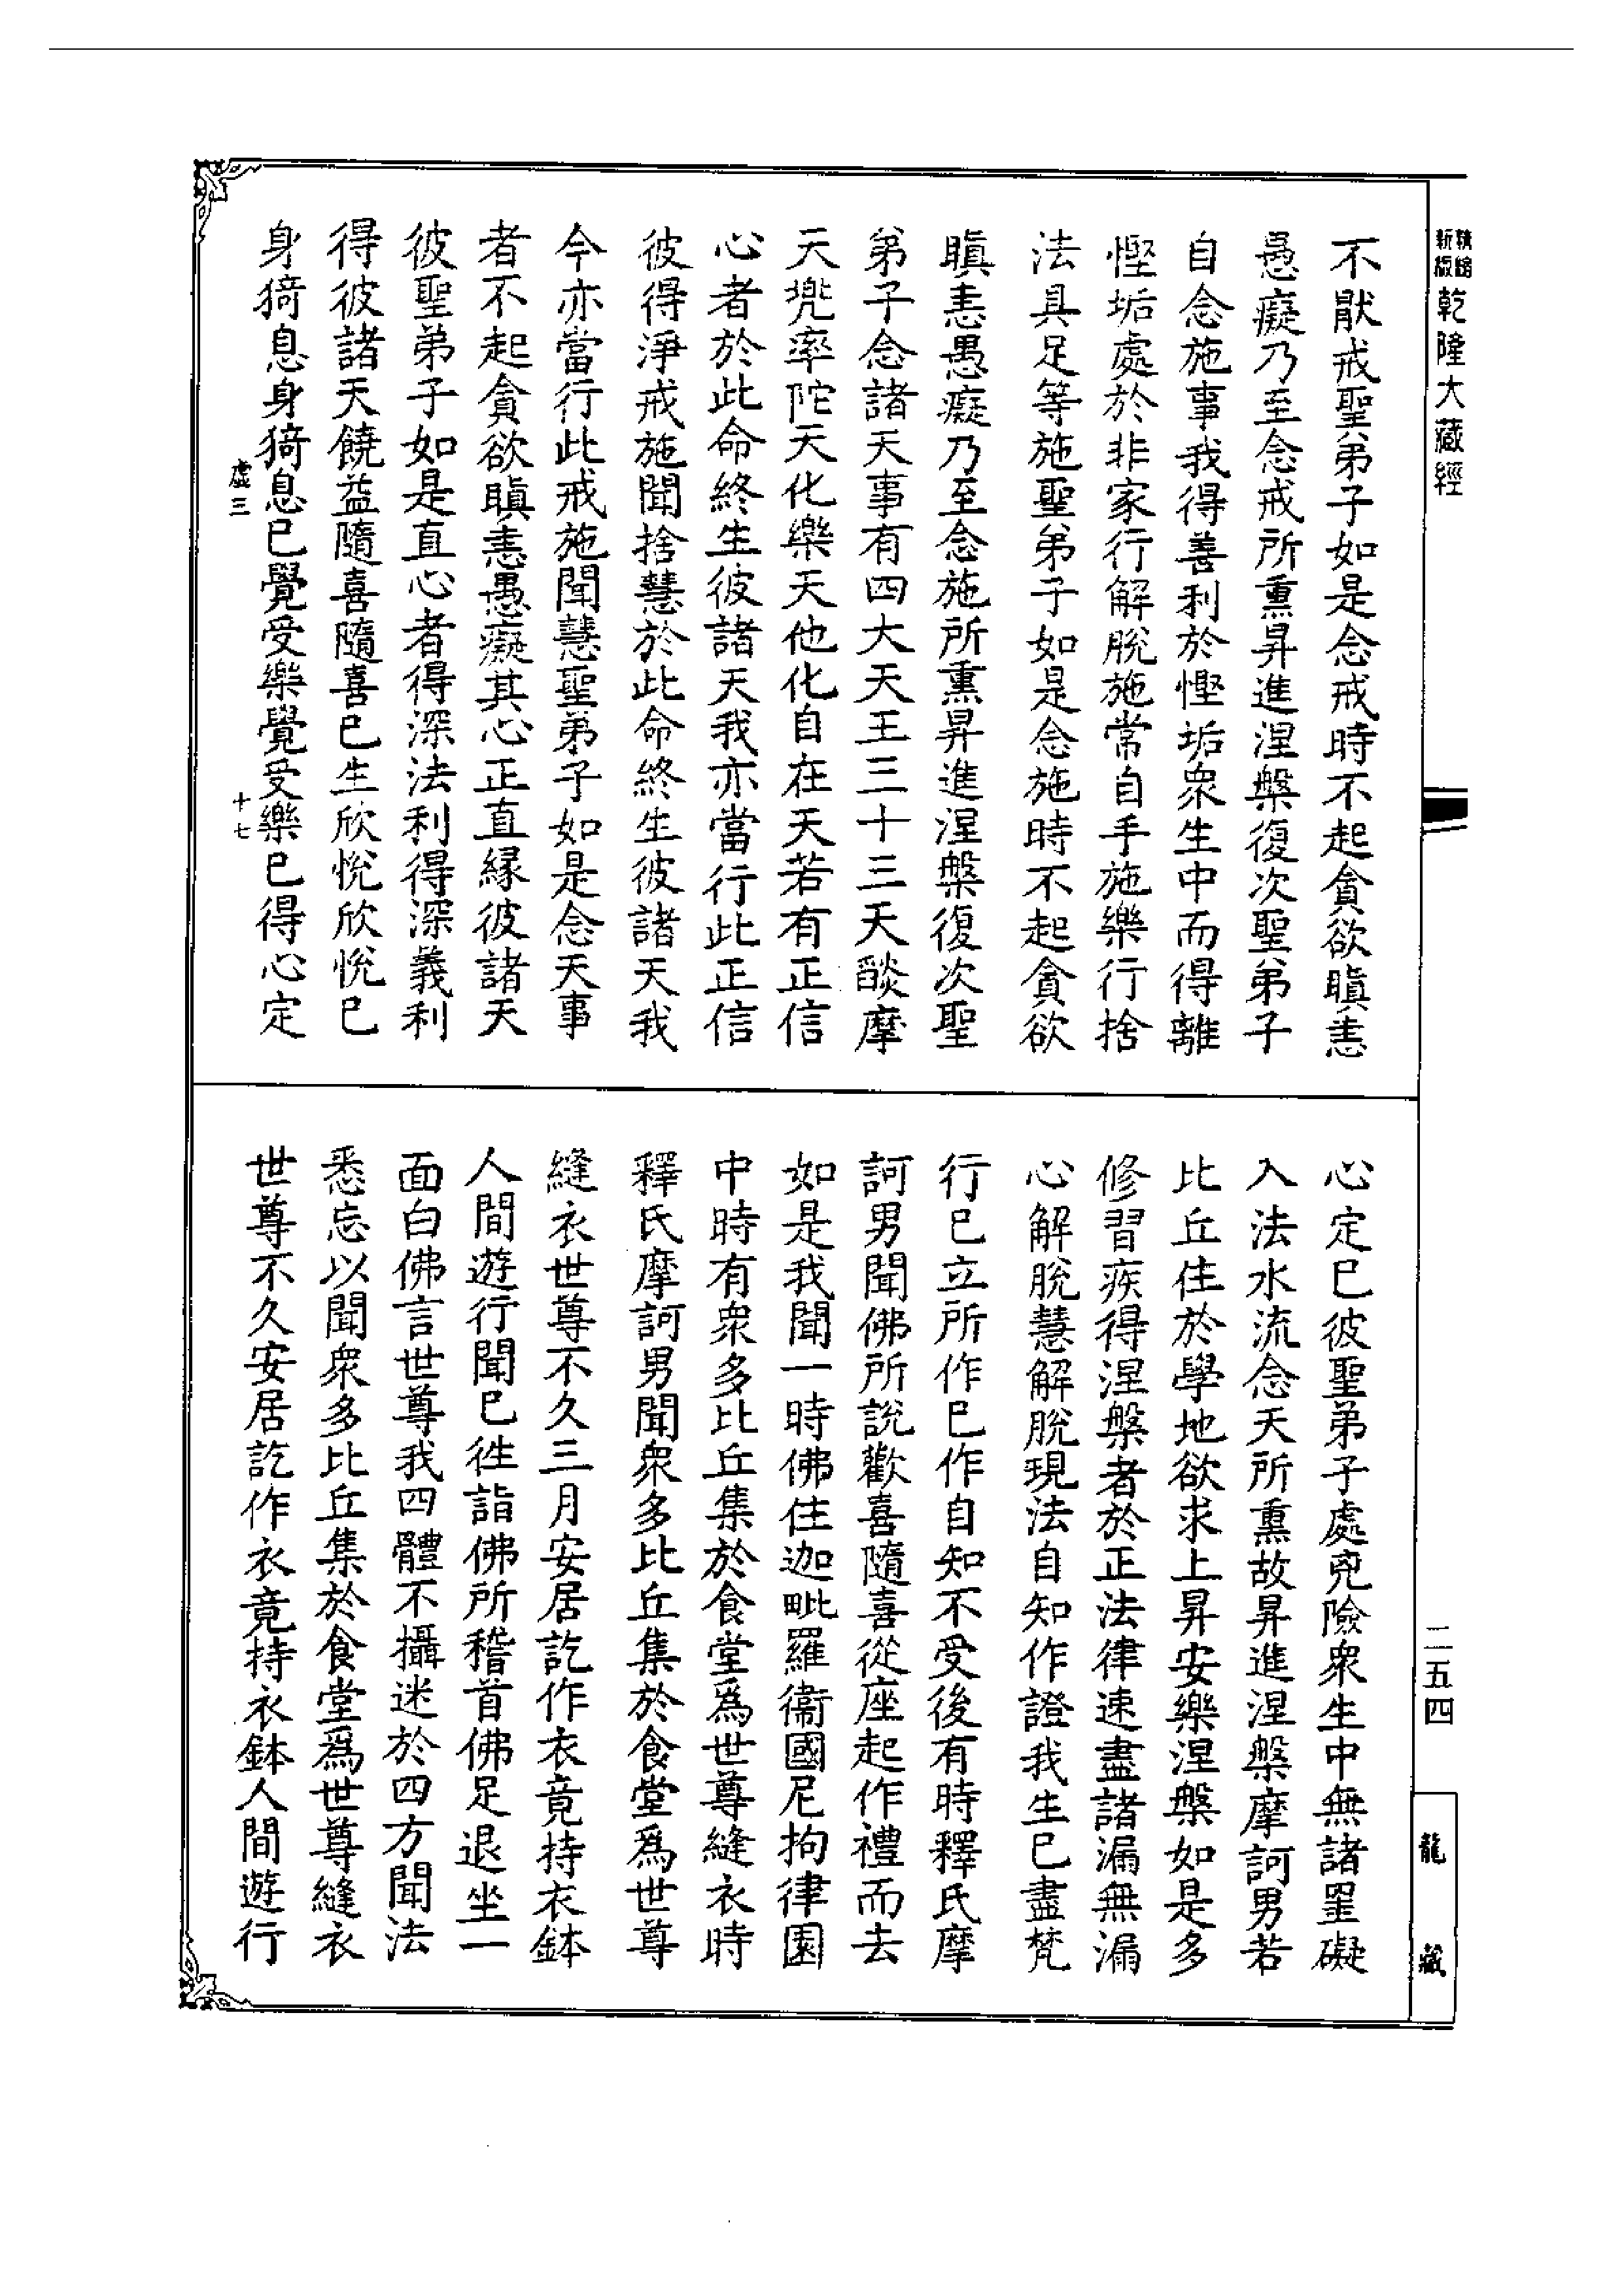 精鐫新版乾隆大藏經
不猒戒聖弟子如是念戒時不起貪欲瞋恚
愚癡乃至念戒所熏昇進涅槃復次聖弟子
自念施事我得善利於慳垢衆生中而得離
慳垢處於非家行解脫施常自手施樂行捨
法具足等施聖弟子如是念施時不起貪欲
瞋恚愚癡乃至念施所熏昇進涅槃復次聖
弟子念諸天事有四大天王三十三天燄摩
天兜率陀天化樂天他化自在天若有正信
心者於此命終生彼諸天我亦當行此正信
彼得淨戒施聞捨慧於此命終生彼諸天我
今亦當行此戒施聞慧聖弟子如是念天事
者不起貪欲瞋恚愚癡其心正直緣彼諸天
彼聖弟子如是直心者得深法利得深義利
得彼諸天饒益隨喜隨喜已生欣悅欣悅已
身猗息身猗息已覺受樂覺受樂已得心定
虛三 十七
心定已彼聖弟子處兇險衆生中無諸罣礙
入法水流念天所熏故昇進涅槃摩訶男若
比丘住於學地欲求上昇安樂涅槃如是多
修習疾得涅槃者於正法律速盡諸漏無漏
心解脫慧解脫現法自知作證我生已盡梵
行已立所作已作自知不受後有時釋氏摩
訶男聞佛所說歡喜隨喜從座起作禮而去
如是我聞一時佛住迦毗羅衞國尼拘律園
中時有衆多比丘集於食堂爲世尊縫衣時
釋氏摩訶男聞衆多比丘集於食堂爲世尊
縫衣世尊不久三月安居訖作衣竟持衣鉢
人間遊行聞已徃詣佛所稽首佛足退坐一
面白佛言世尊我四體不攝迷於四方聞法
悉忘以聞衆多比丘集於食堂爲世尊縫衣
世尊不久安居訖作衣竟持衣鉢人間遊行
二五四
龍藏